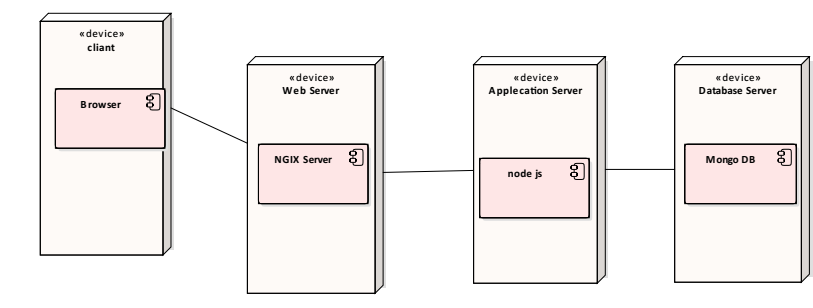 «device»
cliant
Browser
«device»
Web Server
NGIX Server
«device»
Applecation Server
node js
«device»
Database Server
Mongo DB